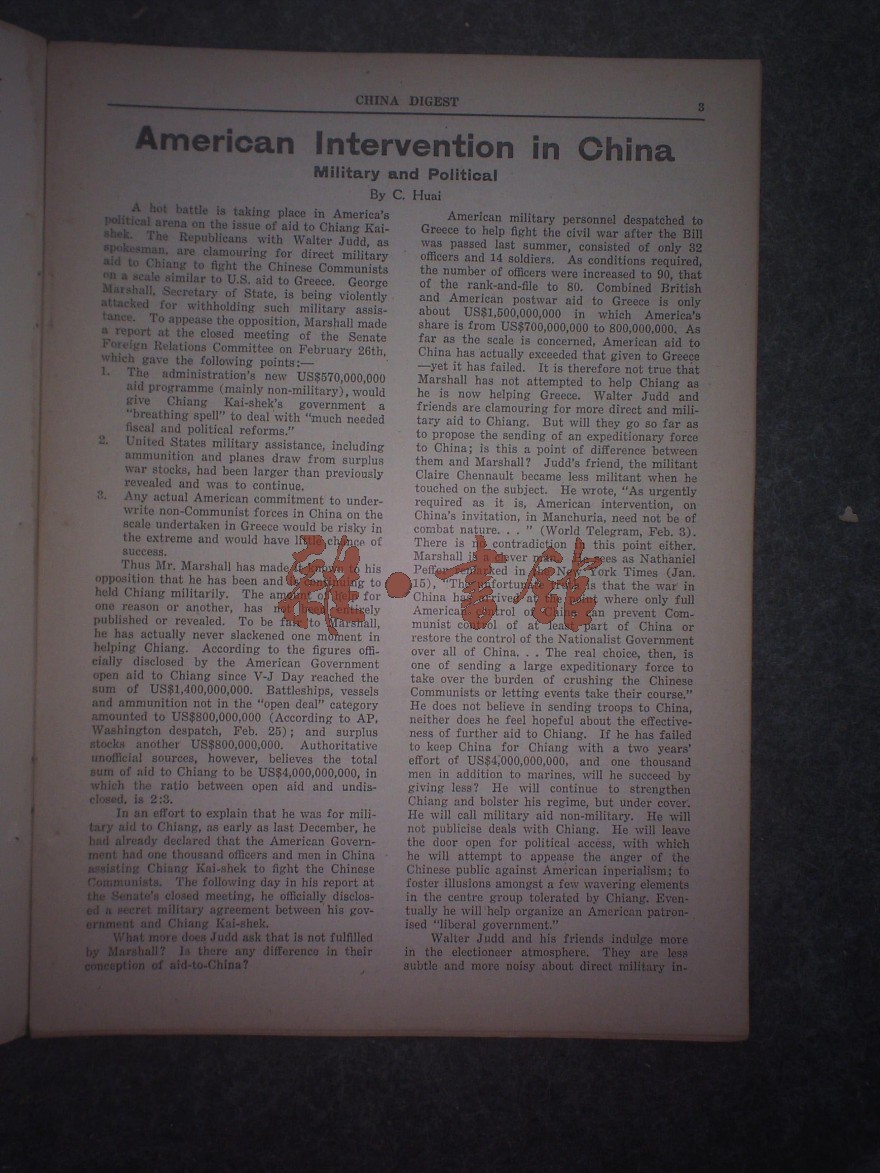 CHINA DIGEST
3
American Intervention in China
Military and Political
By C. Huai
A hot battle is taking place in America's
political arena on the issue of aid to Chiang Kai-
shek. The Republicans with Walter Judd, as
spokesman, are clamouring for direct military
aid to Chiang to fight the Chinese Communists
on a scale similar to U.S. aid to Greece. George
Marshall, Secretary of State, is being violently
attacked for withholding such military assis-
tance. To appease the opposition, Marshall made
a report at the closed meeting of the Senate
Foreign Relations Committee on February 26th,
which gave the following points:—
1. The administration's new US$570,000,000
aid programme (mainly non-military), would
give Chiang Kai-shek's government a
"breathing spell" to deal with "much needed
fiscal and political reforms."
2. United States military assistance, including
ammunition and planes draw from surplus
war stocks, had been larger than previously
revealed and was to continue.
3. Any actual American commitment to under-
write non-Communist forces in China on the
scale undertaken in Greece would be risky in
the extreme and would have little chance of
success.
Thus Mr. Marshall has made it known to his
opposition that he has been and is continuing to
held Chiang militarily. The amount of help for
one reason or another, has not been entirely
published or revealed. To be fair to Marshall,
he has actually never slackened one moment in
helping Chiang. According to the figures offi-
cially disclosed by the American Government
open aid to Chiang since V-J Day reached the
sum of US$1,400,000,000. Battleships, vessels
and ammunition not in the "open deal" category
amounted to US$800,000,000 (According to AP,
Washington despatch, Feb. 25); and surplus
stocks another US$800,000,000. Authoritative
unofficial sources, however, believes the total
sum of aid to Chiang to be US$4,000,000,000, in
which the ratio between open aid and undis-
closed, is 2:3.
In an effort to explain that he was for mili-
tary aid to Chiang, as early as last December, he
had already declared that the American Govern-
ment had one thousand officers and men in China
assisting Chiang Kai-shek to fight the Chinese
Communists. The following day in his report at
the Senate's closed meeting, he officially disclos-
ed a secret military agreement between his gov-
ernment and Chiang Kai-shek.
What more does Judd ask that is not fulfilled
by Marshall? Is there any difference in their
conception of aid-to-China?
American military personnel despatched to
Greece to help fight the civil war after the Bill
was passed last summer, consisted of only 32
officers and 14 soldiers. As conditions required,
the number of officers were increased to 90, that
of the rank-and-file to 80. Combined British
and American postwar aid to Greece is only
about US$1,500,000,000 in which America's
share is from US$700,000,000 to 800,000,000. As
far as the scale is concerned, American aid to
China has actually exceeded that given to Greece
—yet it has failed. It is therefore not true that
Marshall has not attempted to help Chiang as
he is now helping Greece. Walter Judd and
friends are clamouring for more direct and mili-
tary aid to Chiang. But will they go so far as
to propose the sending of an expeditionary force
to China; is this a point of difference between
them and Marshall? Judd's friend, the militant
Claire Chennault became less militant when he
touched on the subject. He wrote, "As urgently
required as it is, American intervention, on
China's invitation, in Manchuria, need not be of
combat nature. . . " (World Telegram, Feb. 3).
There is no contradiction in this point either.
Marshall is a clever man. He sees as Nathaniel
Peffer remarked in the New York Times (Jan.
15), "The unfortunate truth is that the war in
China has arrived at the point where only full
American control of China can prevent Com-
munist control of at least part of China or
restore the control of the Nationalist Government
over all of China. . . The real choice, then, is
one of sending a large expeditionary force to
take over the burden of crushing the Chinese
Communists or letting events take their course."
He does not believe in sending troops to China,
neither does he feel hopeful about the effective-
ness of further aid to Chiang. If he has failed
to keep China for Chiang with a two years'
effort of US$4,000,000,000, and one thousand
men in addition to marines, will he succeed by
giving less? He will continue to strengthen
Chiang and bolster his regime, but under cover.
He will call military aid non-military. He will
not publicise deals with Chiang. He will leave
the door open for political access, with which
he will attempt to appease the anger of the
Chinese public against American inperialism; to
foster illusions amongst a few wavering elements
in the centre group tolerated by Chiang. Even-
tually he will help organize an American patron-
ised "liberal government."
Walter Judd and his friends indulge more
in the electioneer atmosphere. They are less
subtle and more noisy about direct military in-